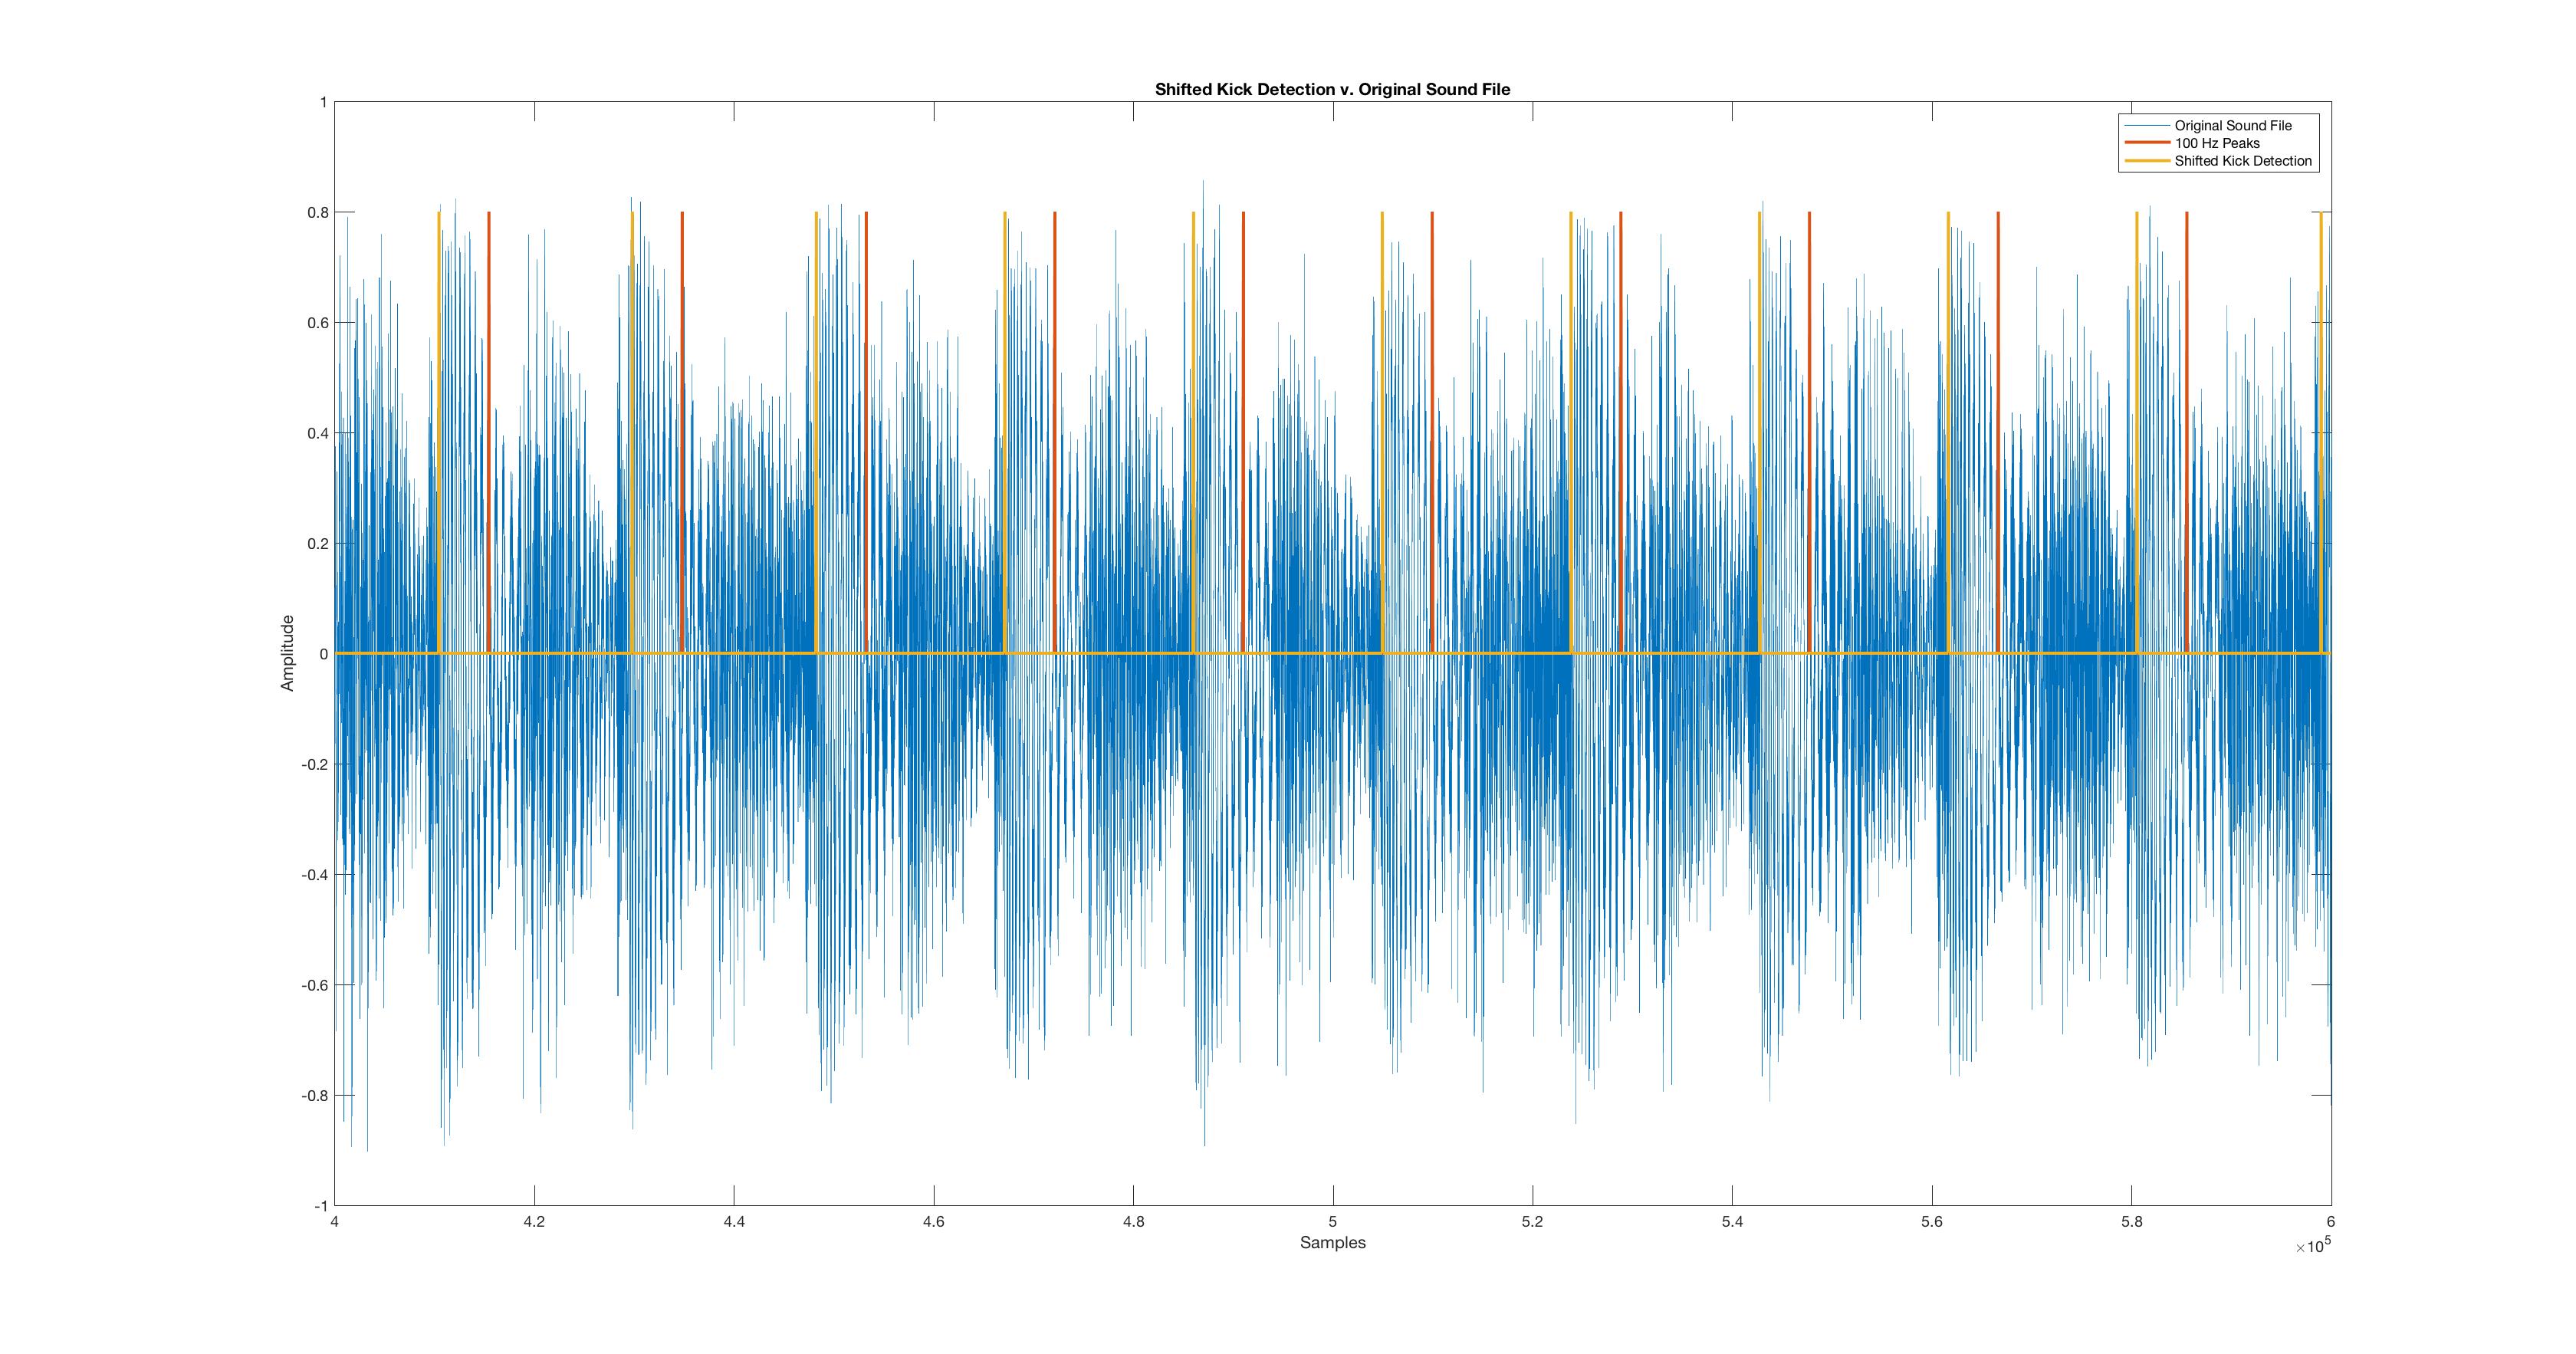 Shifted Kick Detection v. Original Sound File
Original Sound File
100 Hz Peaks
Shifted Kick Detection
1
0.8
0.6
0.4
0.2
0
-0.2
-0.4
-0.6
-0.8
-1
Amplitude
4 4.2 4.4 4.6 4.8 5 5.2 5.4 5.6 5.8 6
Samples
×10⁵